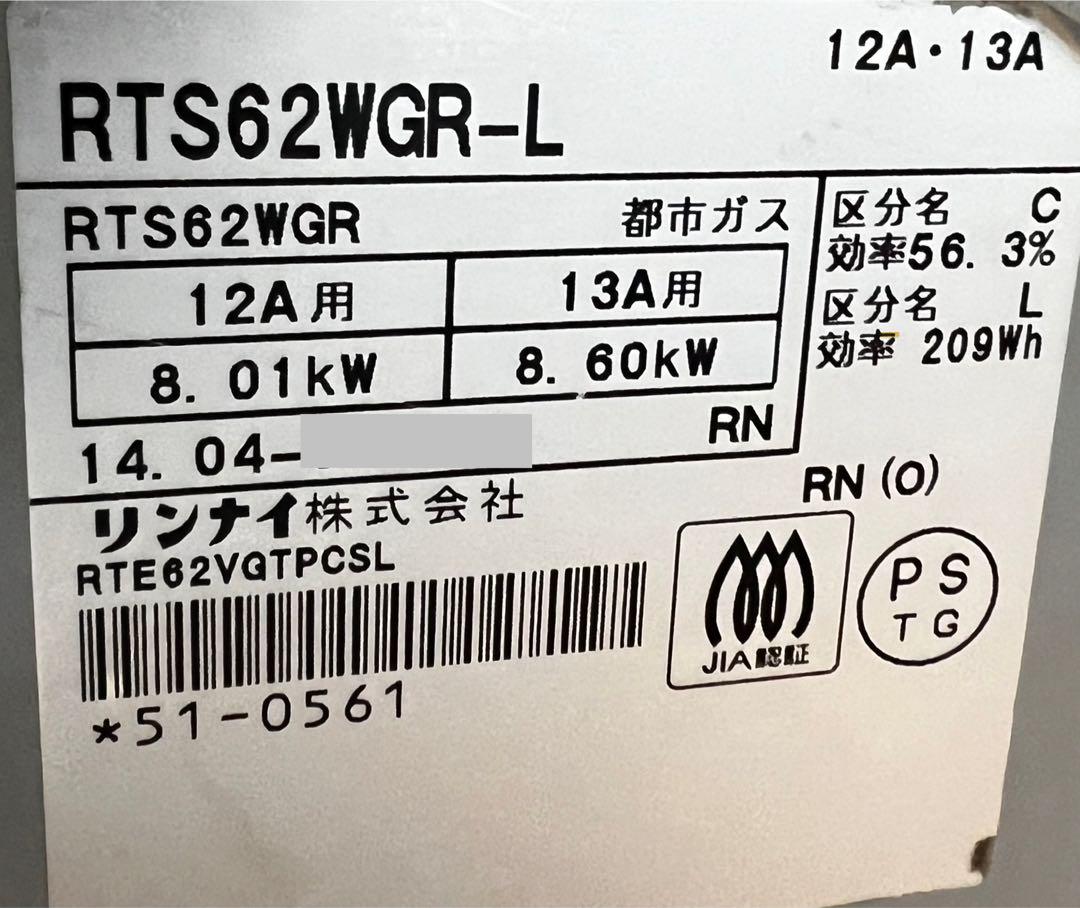 12A・13A
RTS62WGR-L
RTS62WGR 都市ガス
12A用 13A用
8.01kW 8.60kW
14.04-
RN
区分名 C
効率56.3%
区分名 L
効率 209Wh
RN(O)
リンナイ株式会社
RTE62VQTPCSL
*51-0561
JIA認証
PS
TG